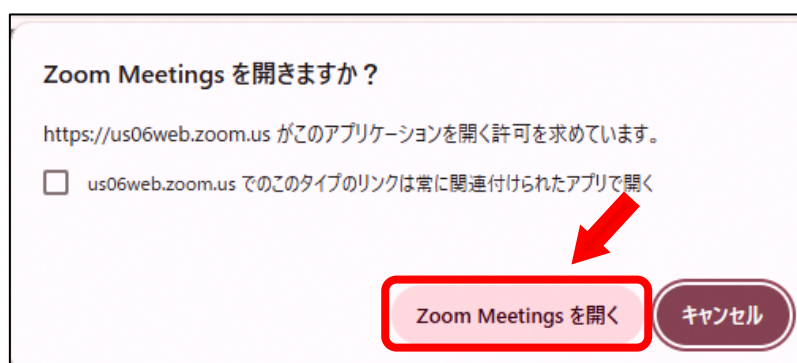 Zoom Meetings を開きますか？
https://us06web.zoom.us がこのアプリケーションを開く許可を求めています。
us06web.zoom.us でのこのタイプのリンクは常に関連付けられたアプリで開く
Zoom Meetings を開く キャンセル